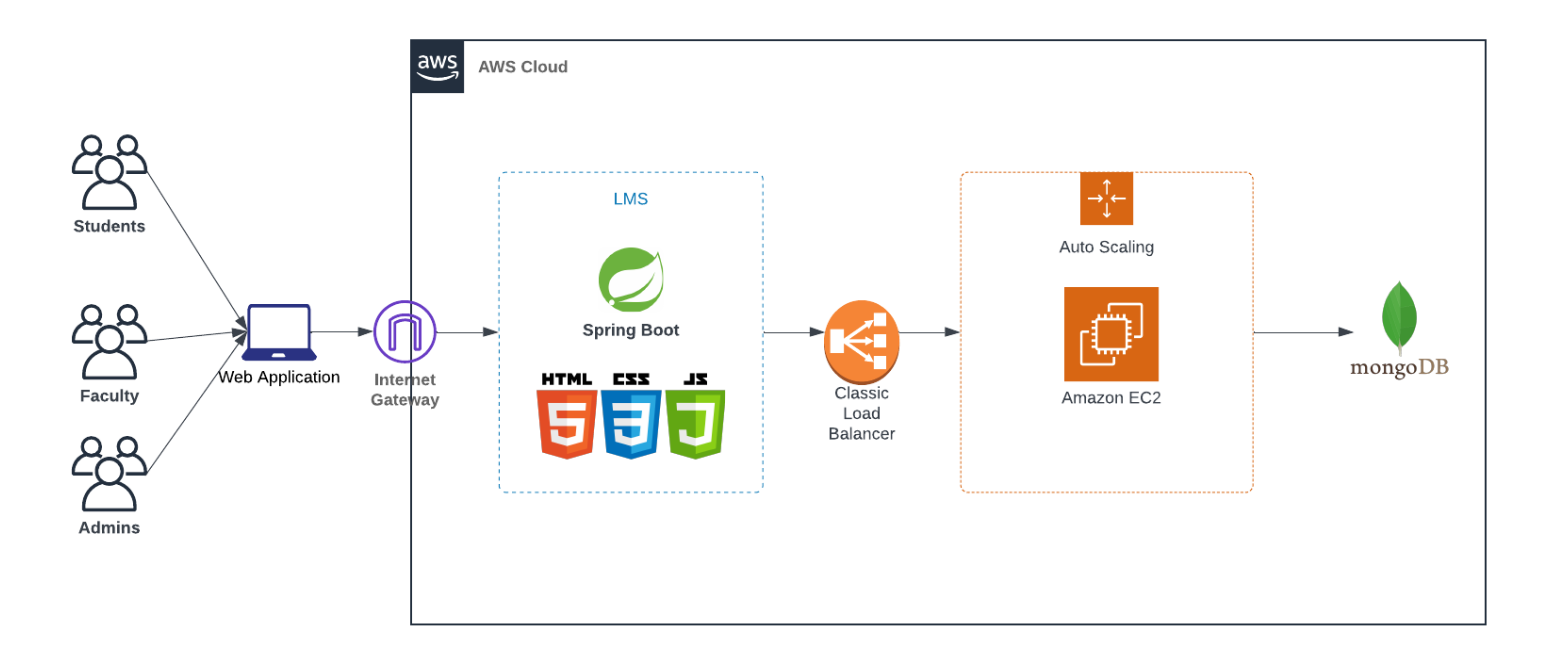 aws
AWS Cloud
Students
Faculty
Admins
Web Application
Internet
Gateway
LMS
Spring Boot
HTML CSS JS
5 3 J
Classic
Load
Balancer
Auto Scaling
Amazon EC2
mongoDB